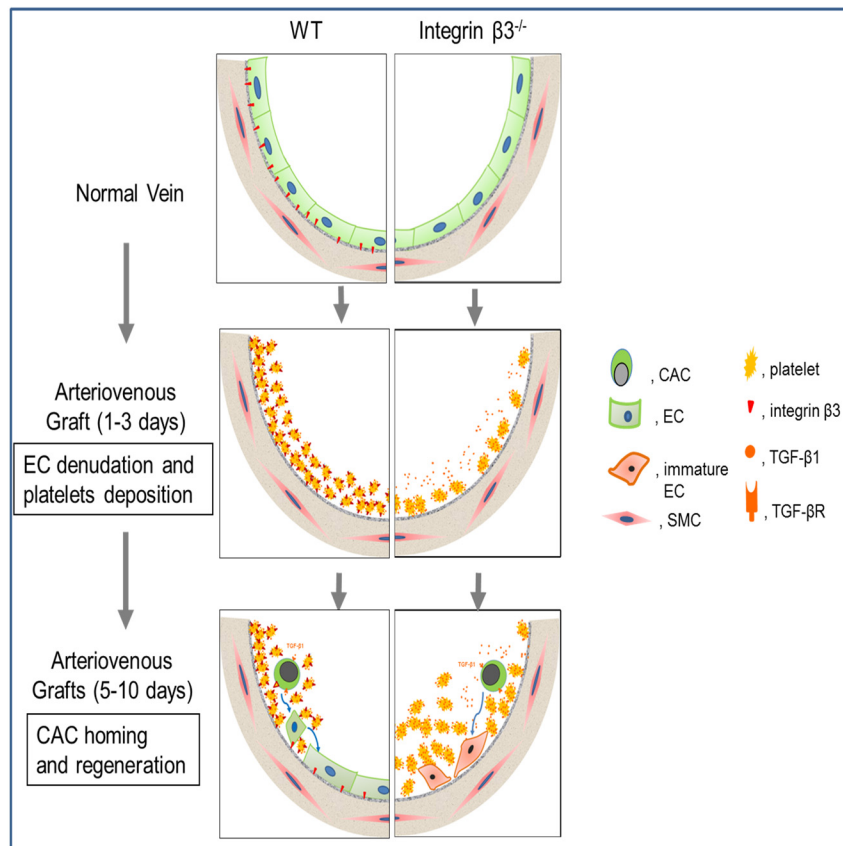 WT
Integrin β3-/-
Normal Vein
Arteriovenous
Graft (1-3 days)
EC denudation and
platelets deposition
, CAC
, EC
, immature
EC
, SMC
, platelet
, integrin β3
, TGF-β1
, TGF-βR
Arteriovenous
Grafts (5-10 days)
CAC homing
and regeneration
TGF-β1
TGF-β1